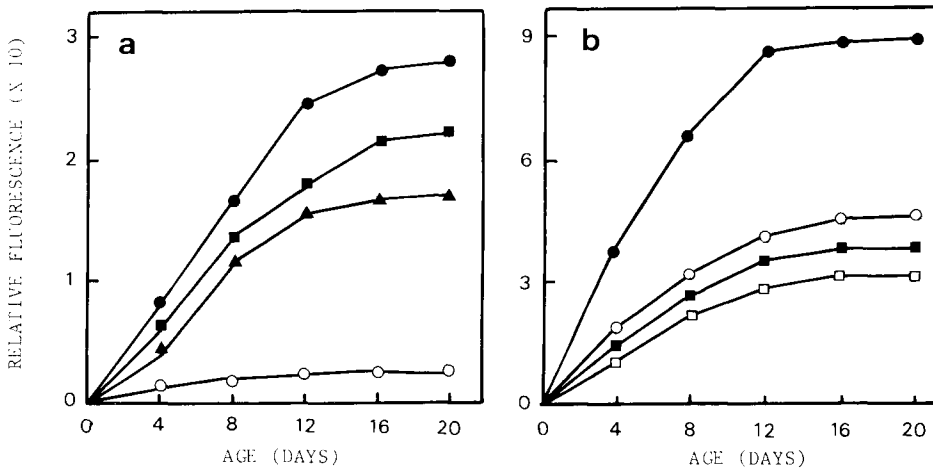 RELATIVE FLUORESCENCE (X 10)
a
3
2
1
0
0 4 8 12 16 20
AGE (DAYS)
b
9
6
3
0
0 4 8 12 16 20
AGE (DAYS)